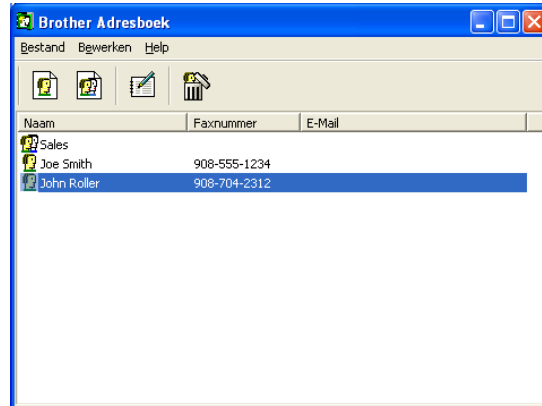 Brother Adresboek
Bestand Bewerken Help
Naam Faxnummer E-Mail
Sales
Joe Smith 908-555-1234
John Roller 908-704-2312